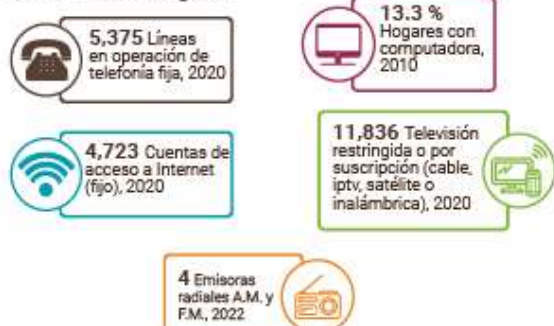 5,375 Líneas
en operación de
telefonía fija, 2020
13.3 %
Hogares con
computadora,
2010
4,723 Cuentas de
acceso a Internet
(fijo), 2020
11,836 Televisión
restringida o por
suscripción (cable,
iptv, satélite o
inalámbrica), 2020
4 Emisoras
radiales A.M. y
F.M., 2022